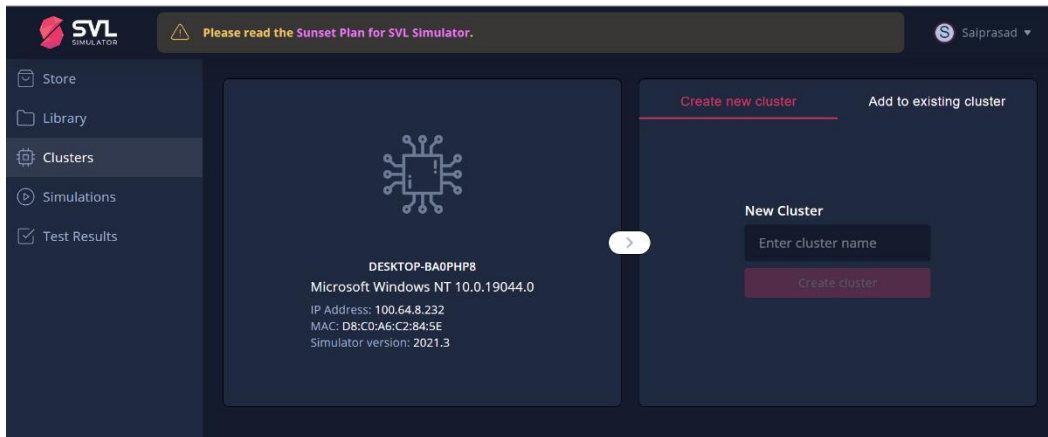 SVL
SIMULATOR
Please read the Sunset Plan for SVL Simulator.
S Saiprasad
Store
Library
Clusters
Simulations
Test Results
DESKTOP-BA0PHP8
Microsoft Windows NT 10.0.19044.0
IP Address: 100.64.8.232
MAC: D8:C0:A6:C2:84:5E
Simulator version: 2021.3
Create new cluster Add to existing cluster
New Cluster
Enter cluster name
Create cluster